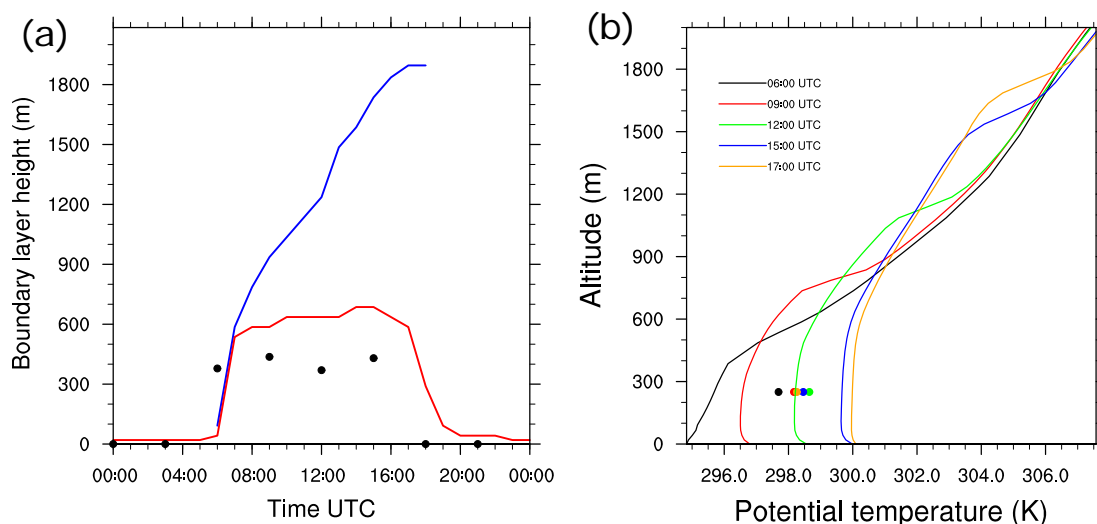 (a)
Boundary layer height (m)
1800
1500
1200
900
600
300
0
00:00 04:00 08:00 12:00 16:00 20:00 00:00
Time UTC
(b)
Altitude (m)
1800
1500
1200
900
600
300
0
06:00 UTC
09:00 UTC
12:00 UTC
15:00 UTC
17:00 UTC
296.0 298.0 300.0 302.0 304.0 306.0
Potential temperature (K)